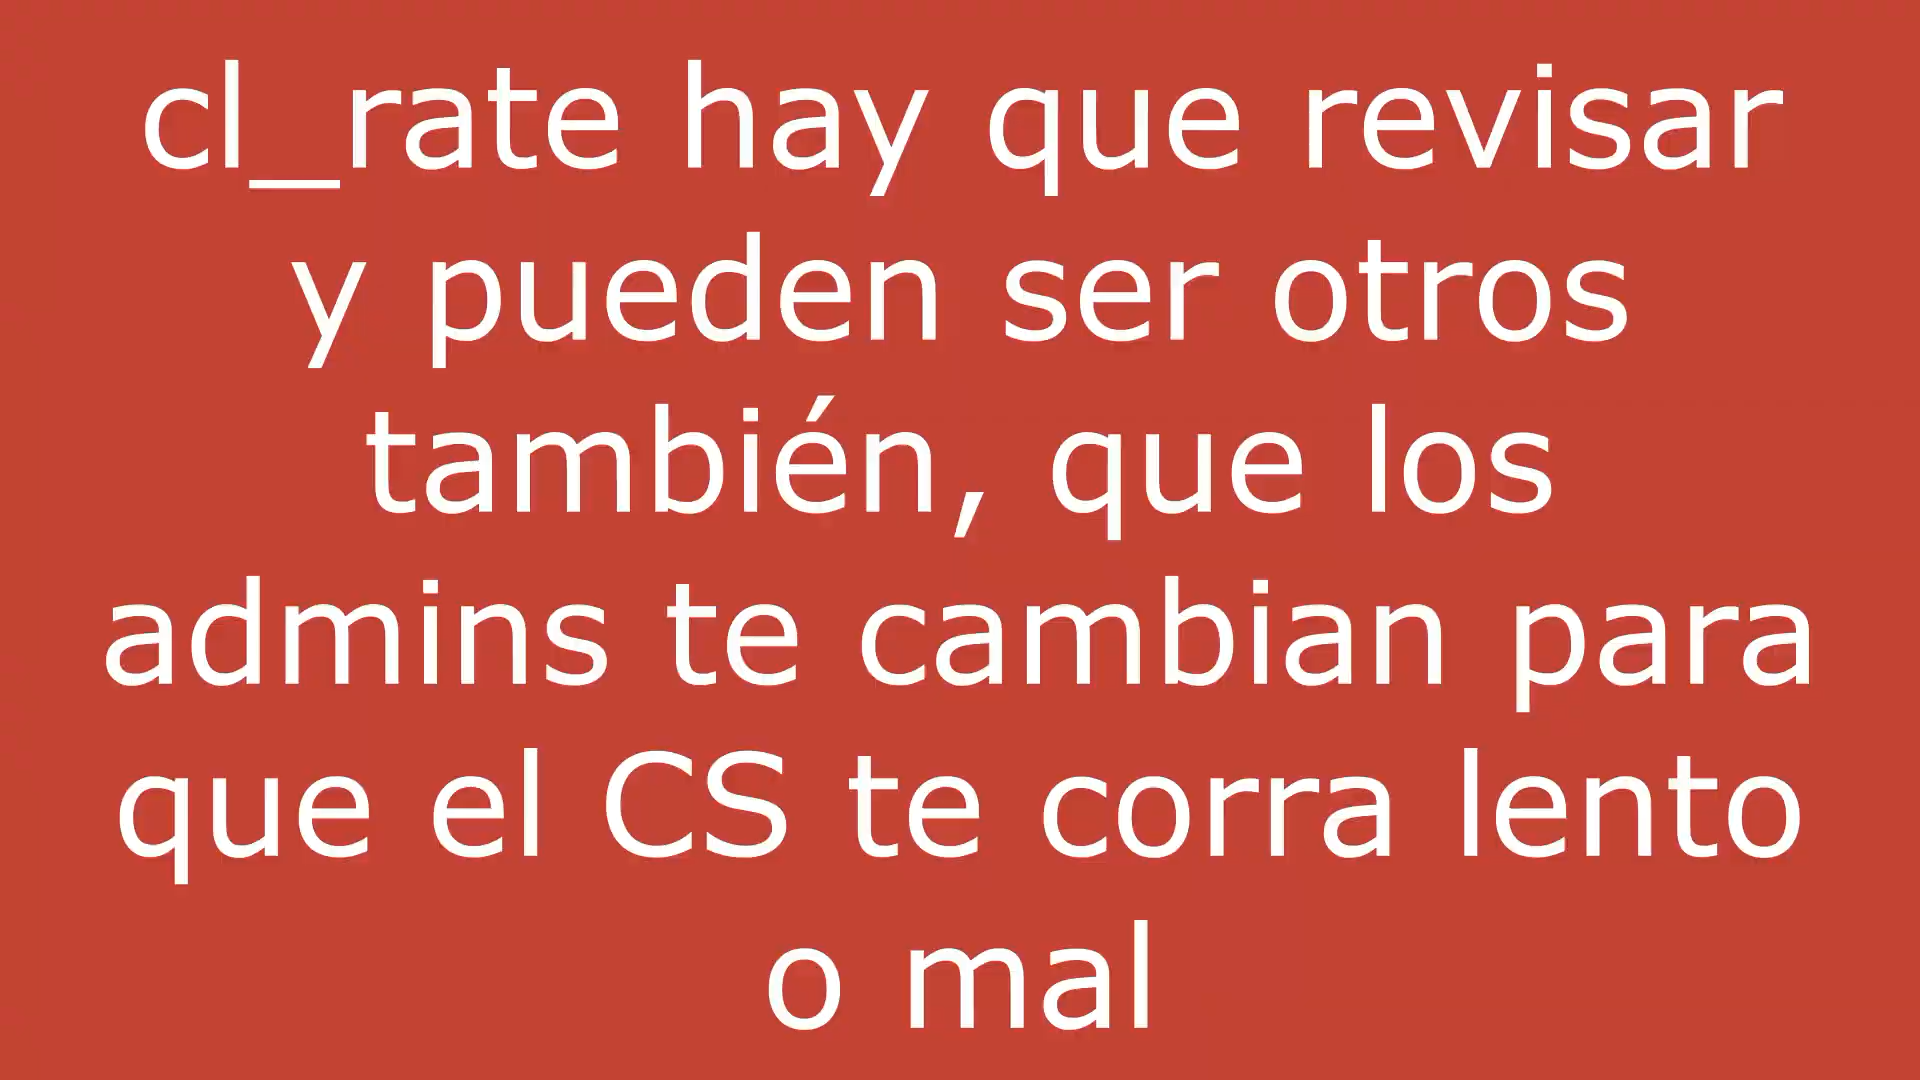 cl_rate hay que revisar
y pueden ser otros
también, que los
admins te cambian para
que el CS te corra lento
o mal